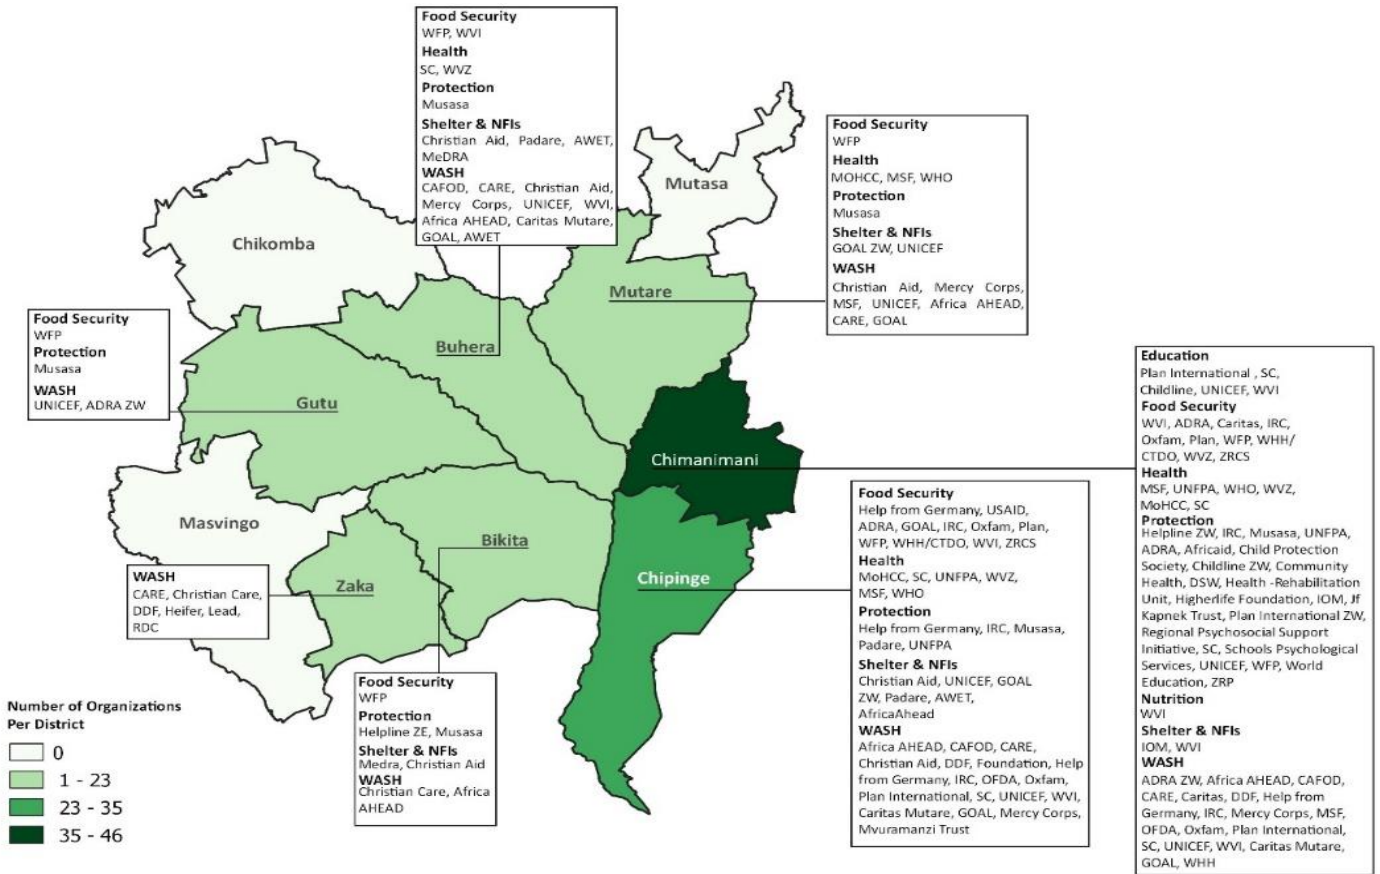 Food Security
WFP, WVI
Health
SC, WVZ
Protection
Musasa
Shelter & NFIs
Christian Aid, Padare, AWET,
MeDRA
WASH
CAFOD, CARE, Christian Aid,
Mercy Corps, UNICEF, WVI,
Africa AHEAD, Caritas Mutare,
GOAL, AWET
Food Security
WFP
Health
MOHCC, MSF, WHO
Protection
Musasa
Shelter & NFIs
GOAL ZW, UNICEF
WASH
Christian Aid, Mercy Corps,
MSF, UNICEF, Africa AHEAD,
CARE, GOAL
Mutasa
Chikomba
Mutare
Buhera
Gutu
Chimanimani
Masvingo
Bikita
Zaka
Chipinge
Food Security
WFP
Protection
Musasa
WASH
UNICEF, ADRA ZW
Education
Plan International , SC,
Childline, UNICEF, WVI
Food Security
WVI, ADRA, Caritas, IRC,
Oxfam, Plan, WFP, WHH/
CTDO, WVZ, ZRCS
Health
MSF, UNFPA, WHO, WVZ,
MoHCC, SC
Protection
Helpline ZW, IRC, Musasa, UNFPA,
ADRA, Africaid, Child Protection
Society, Childline ZW, Community
Health, DSW, Health -Rehabilitation
Unit, Higherlife Foundation, IOM, Jf
Kapnek Trust, Plan International ZW,
Regional Psychosocial Support
Initiative, SC, Schools Psychological
Services, UNICEF, WFP, World
Education, ZRP
Nutrition
WVI
Shelter & NFIs
IOM, WVI
WASH
ADRA ZW, Africa AHEAD, CAFOD,
CARE, Caritas, DDF, Help from
Germany, IRC, Mercy Corps, MSF,
OFDA, Oxfam, Plan International,
SC, UNICEF, WVI, Caritas Mutare,
GOAL, WHH
Food Security
Help from Germany, USAID,
ADRA, GOAL, IRC, Oxfam, Plan,
WFP, WHH/CTDO, WVI, ZRCS
Health
MoHCC, SC, UNFPA, WVZ,
MSF, WHO
Protection
Help from Germany, IRC, Musasa,
Padare, UNFPA
Shelter & NFIs
Christian Aid, UNICEF, GOAL
ZW, Padare, AWET,
AfricaAhead
WASH
Africa AHEAD, CAFOD, CARE,
Christian Aid, DDF, Foundation, Help
from Germany, IRC, OFDA, Oxfam,
Plan International, SC, UNICEF, WVI,
Caritas Mutare, GOAL, Mercy Corps,
Mvuramanzi Trust
WASH
CARE, Christian Care,
DDF, Heifer, Lead,
RDC
Food Security
WFP
Protection
Helpline ZE, Musasa
Shelter & NFIs
Medra, Christian Aid
WASH
Christian Care, Africa
AHEAD
Number of Organizations
Per District
0
1 - 23
23 - 35
35 - 46